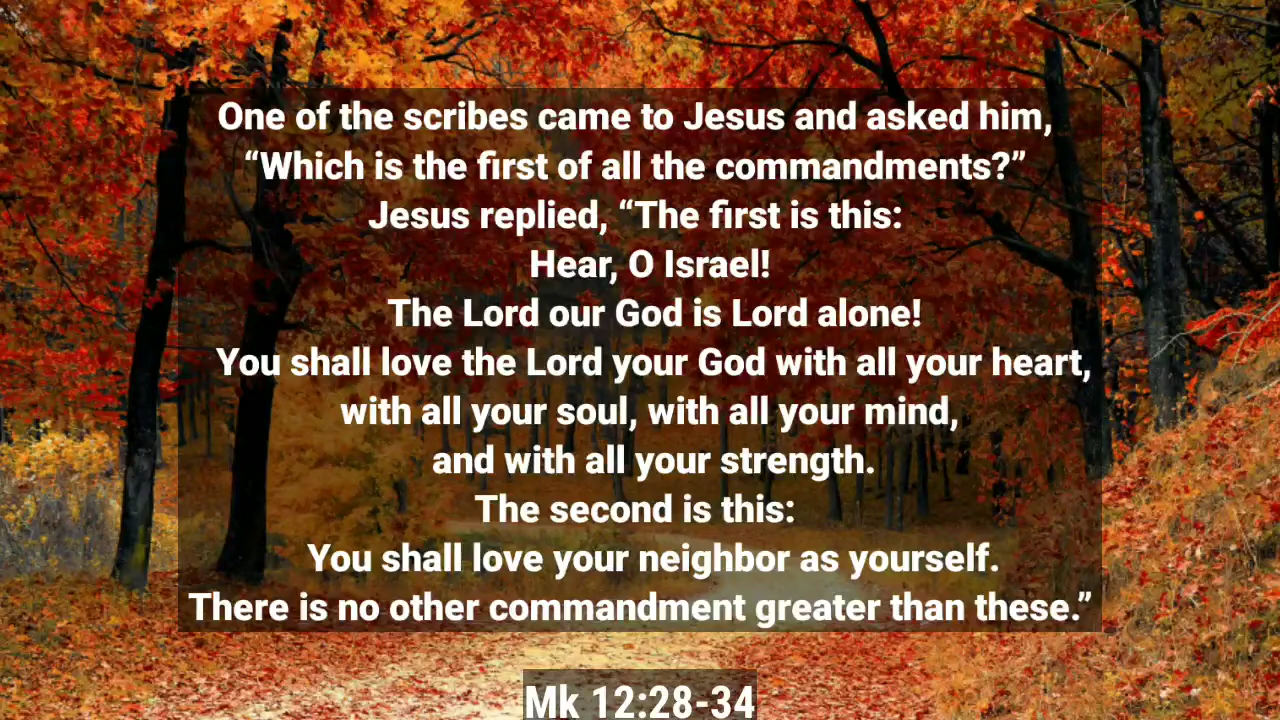 One of the scribes came to Jesus and asked him,
“Which is the first of all the commandments?”
Jesus replied, “The first is this:
Hear, O Israel!
The Lord our God is Lord alone!
You shall love the Lord your God with all your heart,
with all your soul, with all your mind,
and with all your strength.
The second is this:
You shall love your neighbor as yourself.
There is no other commandment greater than these.”
Mk 12:28-34